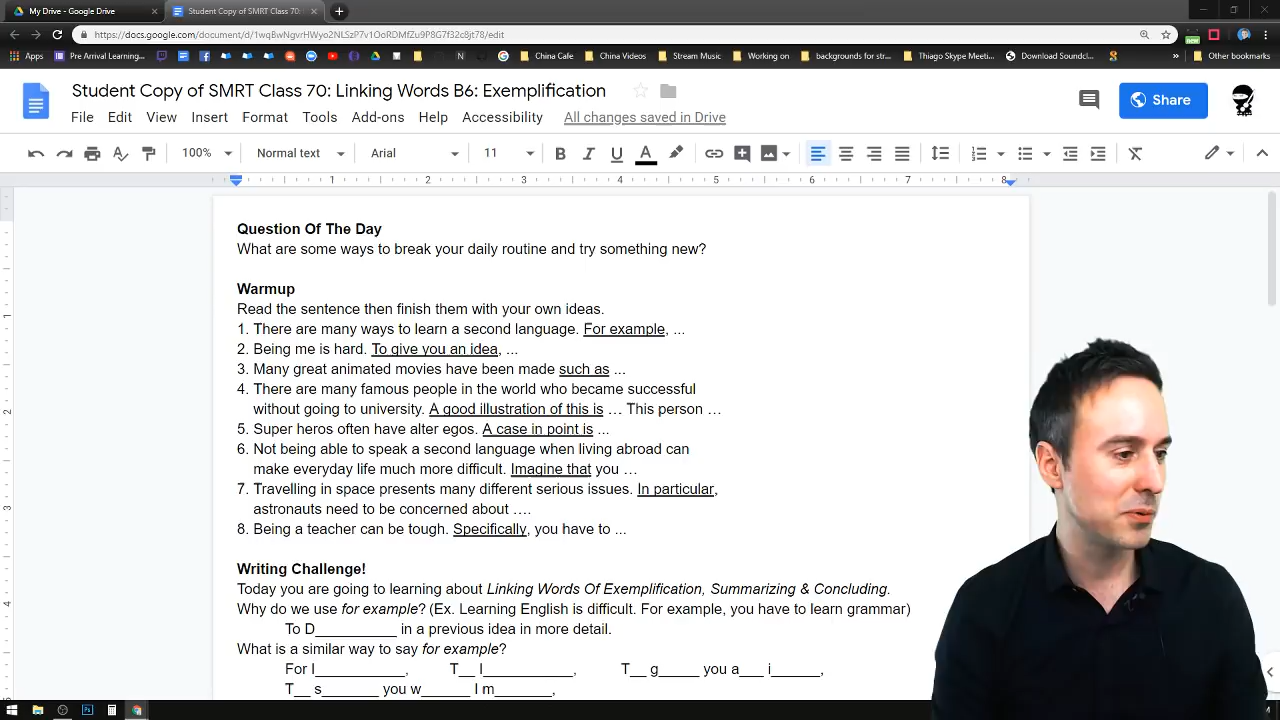 My Drive - Google Drive
Student Copy of SMRT Class 70:
https://docs.google.com/document/d/1wqBwNgvrHWyo2NLSzP7v1OoRDMfZu9P8G7f32c8jt78/edit
Apps
Pre Arrival Learning...
China Cafe
China Videos
Stream Music
Working on
backgrounds for str...
Thiago Skype Meeti...
Download Soundcl...
Other bookmarks
Student Copy of SMRT Class 70: Linking Words B6: Exemplification
File Edit View Insert Format Tools Add-ons Help Accessibility All changes saved in Drive
Share
100% Normal text Arial 11
1 2 3 4 5 6 7 8
Question Of The Day
What are some ways to break your daily routine and try something new?
Warmup
Read the sentence then finish them with your own ideas.
1. There are many ways to learn a second language. For example, ...
2. Being me is hard. To give you an idea, ...
3. Many great animated movies have been made such as ...
4. There are many famous people in the world who became successful
without going to university. A good illustration of this is … This person …
5. Super heros often have alter egos. A case in point is ...
6. Not being able to speak a second language when living abroad can
make everyday life much more difficult. Imagine that you …
7. Travelling in space presents many different serious issues. In particular,
astronauts need to be concerned about ….
8. Being a teacher can be tough. Specifically, you have to ...
Writing Challenge!
Today you are going to learning about Linking Words Of Exemplification, Summarizing & Concluding.
Why do we use for example? (Ex. Learning English is difficult. For example, you have to learn grammar)
To D__________ in a previous idea in more detail.
What is a similar way to say for example?
For I___________, T__ I___________, T__ g_____ you a___ i______,
T__ s_______ you w______ I m_______,